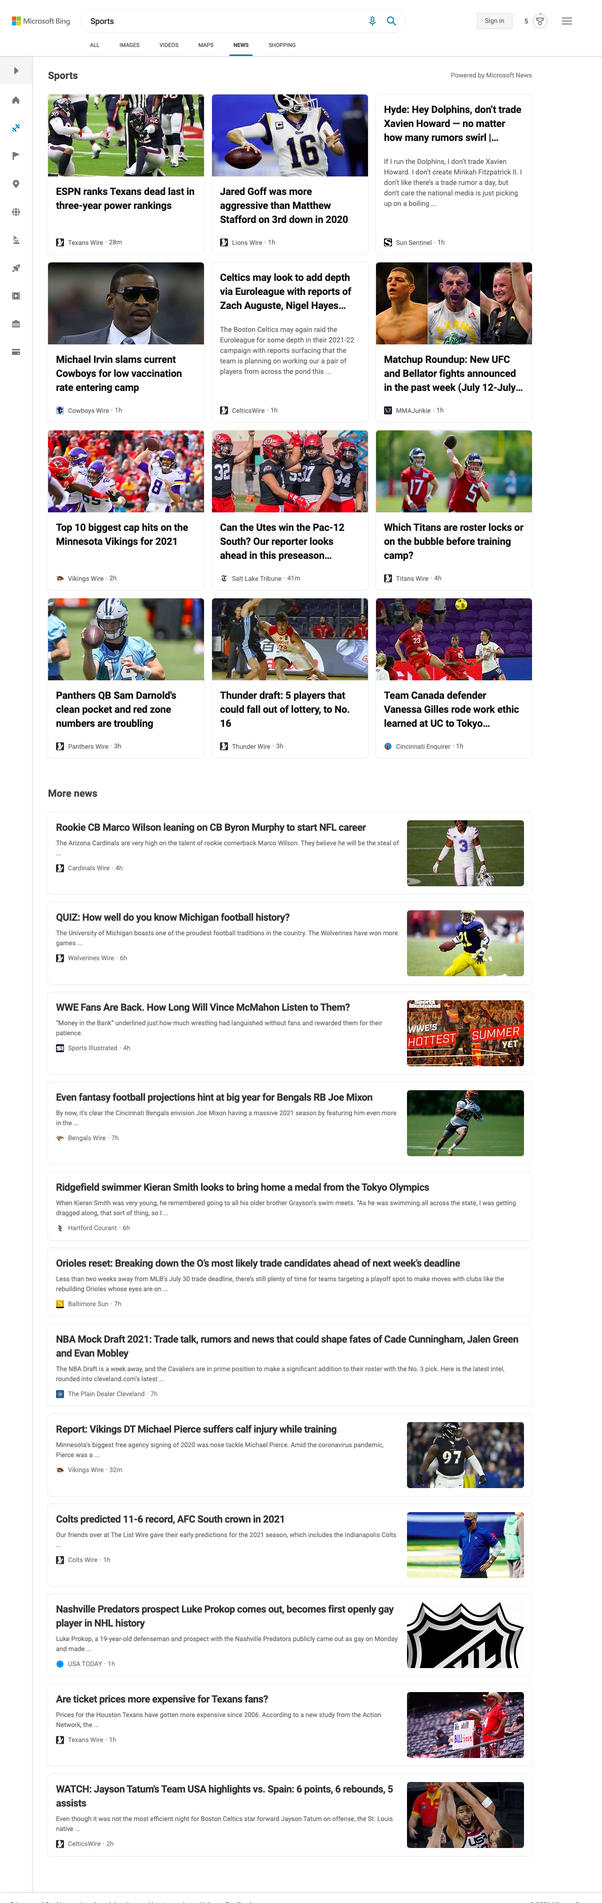 Microsoft Bing
Sports
Sign in
5
ALL
IMAGES
VIDEOS
MAPS
NEWS
SHOPPING
Sports
Powered by Microsoft News
ESPN ranks Texans dead last in
three-year power rankings
Texans Wire · 28m
Jared Goff was more
aggressive than Matthew
Stafford on 3rd down in 2020
Lions Wire · 1h
Hyde: Hey Dolphins, don't trade
Xavien Howard — no matter
how many rumors swirl |...
If I run the Dolphins, I don't trade Xavien
Howard. I don't create Minkah Fitzpatrick II. I
don't like there's a trade rumor a day, but
don't care the national media is just picking
up on a boiling ...
Sun Sentinel · 1h
Michael Irvin slams current
Cowboys for low vaccination
rate entering camp
Cowboys Wire · 1h
Celtics may look to add depth
via Euroleague with reports of
Zach Auguste, Nigel Hayes...
The Boston Celtics may again raid the
Euroleague for some depth in their 2021-22
campaign with reports surfacing that the
team is planning on working our a pair of
players from across the pond this ...
CelticsWire · 1h
Matchup Roundup: New UFC
and Bellator fights announced
in the past week (July 12-July...
MMAJunkie · 1h
Top 10 biggest cap hits on the
Minnesota Vikings for 2021
Vikings Wire · 2h
Can the Utes win the Pac-12
South? Our reporter looks
ahead in this preseason...
Salt Lake Tribune · 41m
Which Titans are roster locks or
on the bubble before training
camp?
Titans Wire · 4h
Panthers QB Sam Darnold's
clean pocket and red zone
numbers are troubling
Panthers Wire · 3h
Thunder draft: 5 players that
could fall out of lottery, to No.
16
Thunder Wire · 3h
Team Canada defender
Vanessa Gilles rode work ethic
learned at UC to Tokyo...
Cincinnati Enquirer · 1h
More news
Rookie CB Marco Wilson leaning on CB Byron Murphy to start NFL career
The Arizona Cardinals are very high on the talent of rookie cornerback Marco Wilson. They believe he will be the steal of
...
Cardinals Wire · 4h
QUIZ: How well do you know Michigan football history?
The University of Michigan boasts one of the proudest football traditions in the country. The Wolverines have won more
games ...
Wolverines Wire · 6h
WWE Fans Are Back. How Long Will Vince McMahon Listen to Them?
"Money in the Bank" underlined just how much wrestling had languished without fans and rewarded them for their
patience.
Sports Illustrated · 4h
WWE'S
HOTTEST SUMMER
YET
Even fantasy football projections hint at big year for Bengals RB Joe Mixon
By now, it's clear the Cincinnati Bengals envision Joe Mixon having a massive 2021 season by featuring him even more
in the ...
Bengals Wire · 7h
Ridgefield swimmer Kieran Smith looks to bring home a medal from the Tokyo Olympics
When Kieran Smith was very young, he remembered going to all his older brother Grayson's swim meets. "As he was swimming all across the state, I was getting
dragged along, that sort of thing, so I ...
Hartford Courant · 6h
Orioles reset: Breaking down the O's most likely trade candidates ahead of next week's deadline
Less than two weeks away from MLB's July 30 trade deadline, there's still plenty of time for teams targeting a playoff spot to make moves with clubs like the
rebuilding Orioles whose eyes are on ...
Baltimore Sun · 7h
NBA Mock Draft 2021: Trade talk, rumors and news that could shape fates of Cade Cunningham, Jalen Green
and Evan Mobley
The NBA Draft is a week away, and the Cavaliers are in prime position to make a significant addition to their roster with the No. 3 pick. Here is the latest intel,
rounded into cleveland.com's latest ...
The Plain Dealer Cleveland · 7h
Report: Vikings DT Michael Pierce suffers calf injury while training
Minnesota's biggest free agency signing of 2020 was nose tackle Michael Pierce. Amid the coronavirus pandemic,
Pierce was a ...
Vikings Wire · 32m
97
Colts predicted 11-6 record, AFC South crown in 2021
Our friends over at The List Wire gave their early predictions for the 2021 season, which includes the Indianapolis Colts
...
Colts Wire · 1h
Nashville Predators prospect Luke Prokop comes out, becomes first openly gay
player in NHL history
Luke Prokop, a 19-year-old defenseman and prospect with the Nashville Predators publicly came out as gay on Monday
and made ...
USA TODAY · 1h
Are ticket prices more expensive for Texans fans?
Prices for the Houston Texans have gotten more expensive since 2006. According to a new study from the Action
Network, the ...
Texans Wire · 1h
WATCH: Jayson Tatum's Team USA highlights vs. Spain: 6 points, 6 rebounds, 5
assists
Even though it was not the most efficient night for Boston Celtics star forward Jayson Tatum on offense, the St. Louis
native ...
CelticsWire · 2h